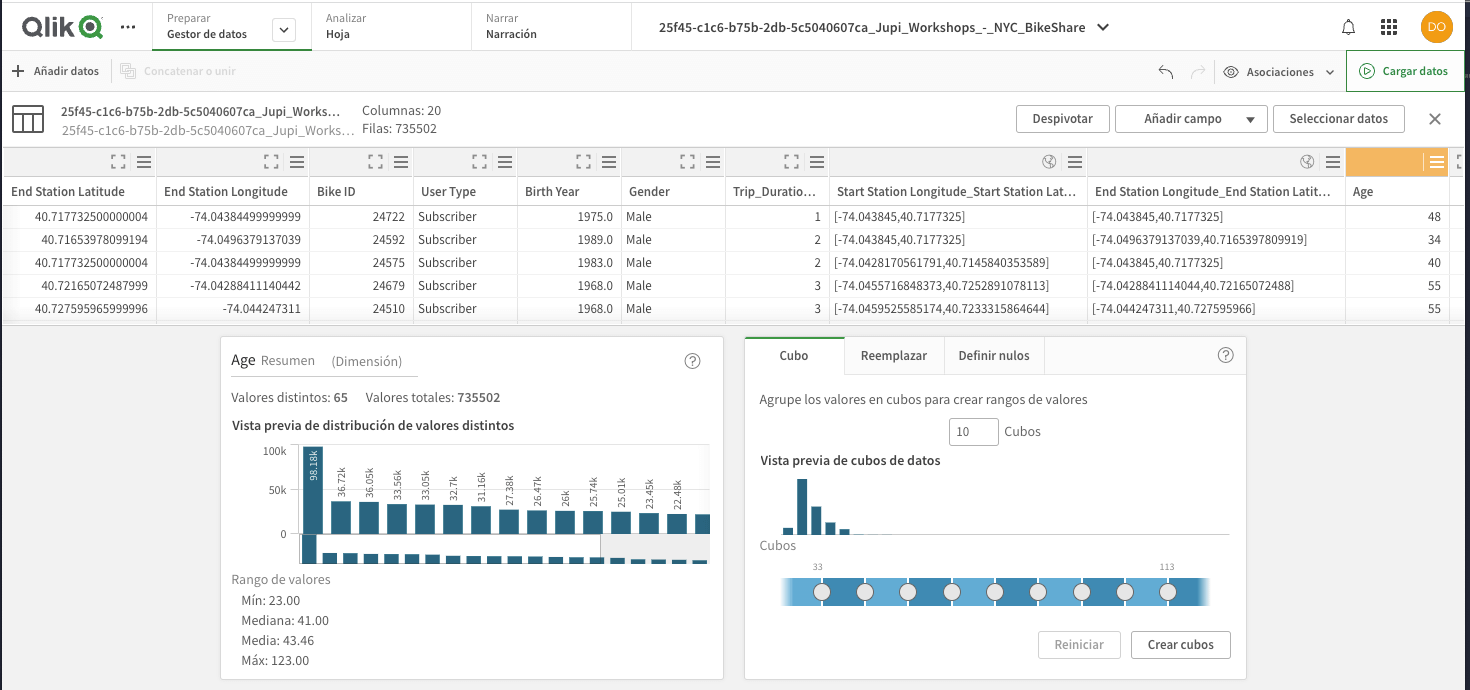 Qlik
Preparar
Gestor de datos
Analizar
Hoja
Narrar
Narración
25f45-c1c6-b75b-2db-5c5040607ca_Jupi_Workshops_-_NYC_BikeShare
DO
Añadir datos
Concatenar o unir
Asociaciones
Cargar datos
25f45-c1c6-b75b-2db-5c5040607ca_Jupi_Works...
25f45-c1c6-b75b-2db-5c5040607ca_Jupi_Works...
Columnas: 20
Filas: 735502
Despivotar
Añadir campo
Seleccionar datos
End Station Latitude End Station Longitude Bike ID User Type Birth Year Gender Trip_Duratio... Start Station Longitude_Start Station Lat... End Station Longitude_End Station Latit... Age
40.717732500000004 -74.04384499999999 24722 Subscriber 1975.0 Male 1 [-74.043845,40.7177325] [-74.043845,40.7177325] 48
40.71653978099194 -74.0496379137039 24592 Subscriber 1989.0 Male 2 [-74.043845,40.7177325] [-74.0496379137039,40.7165397809919] 34
40.717732500000004 -74.04384499999999 24575 Subscriber 1983.0 Male 2 [-74.0428170561791,40.7145840353589] [-74.043845,40.7177325] 40
40.72165072487999 -74.04288411140442 24679 Subscriber 1968.0 Male 3 [-74.0455716848373,40.7252891078113] [-74.0428841114044,40.72165072488] 55
40.727595965999996 -74.044247311 24510 Subscriber 1968.0 Male 3 [-74.0459525585174,40.7233315864644] [-74.044247311,40.727595966] 55
Age Resumen (Dimensión)
?
Valores distintos: 65 Valores totales: 735502
Vista previa de distribución de valores distintos
100k
50k
0
98.18k
36.72k
36.05k
33.56k
33.05k
32.7k
31.16k
27.38k
26.47k
26k
25.74k
25.01k
23.45k
22.48k
Rango de valores
Mín: 23.00
Mediana: 41.00
Media: 43.46
Máx: 123.00
Cubo
Reemplazar
Definir nulos
?
Agrupe los valores en cubos para crear rangos de valores
10 Cubos
Vista previa de cubos de datos
Cubos
33
113
Reiniciar
Crear cubos